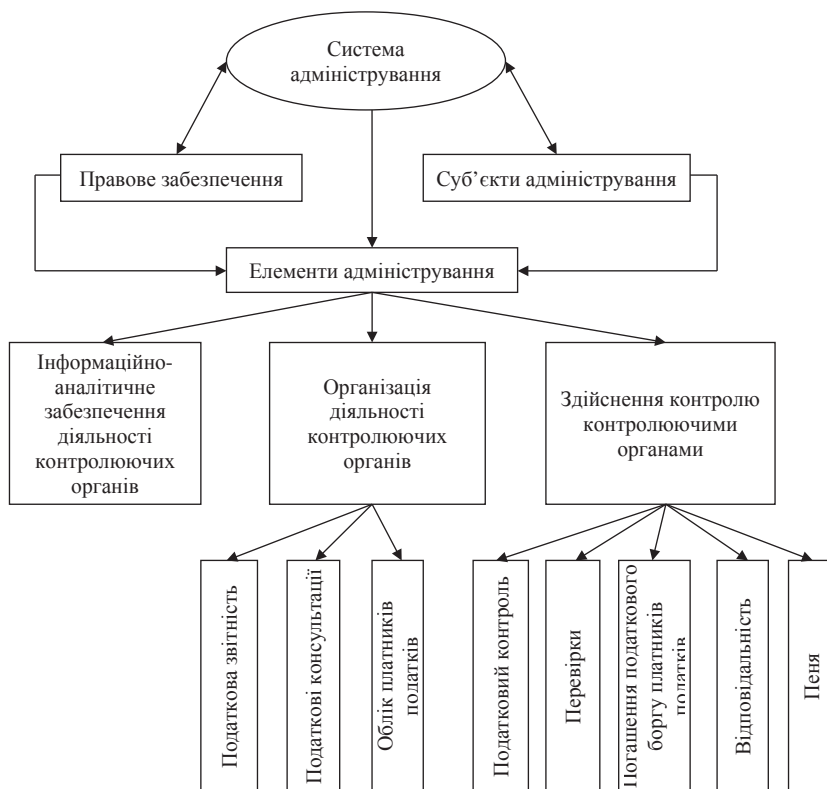 Система
адміністрування
Правове забезпечення
Суб’єкти адміністрування
Елементи адміністрування
Інформаційно-
аналітичне
забезпечення
діяльності
контролюючих
органів
Організація
діяльності
контролюючих
органів
Здійснення контролю
контролюючими
органами
Податкова звітність
Податкові консультації
Облік платників
податків
Податковий контроль
Перевірки
Погашення податкового
боргу платників
податків
Відповідальність
Пеня